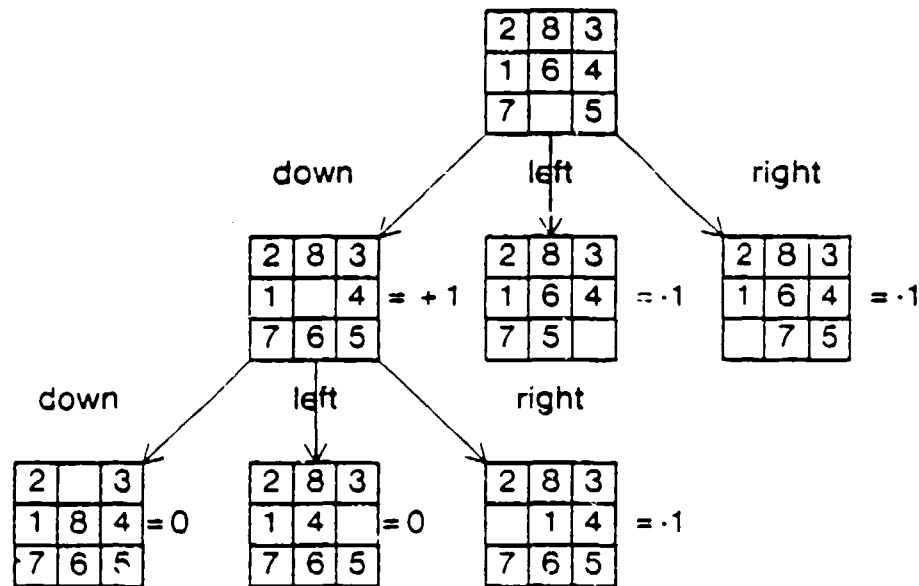 2 8 3
1 6 4
7 5
down left right
2 8 3 2 8 3 2 8 3
1 4 = + 1 1 6 4 = ·1 1 6 4 = ·1
7 6 5 7 5 7 5
down left right
2 3 2 8 3 2 8 3
1 8 4 =0 1 4 =0 1 4 = ·1
7 6 5 7 6 5 7 6 5